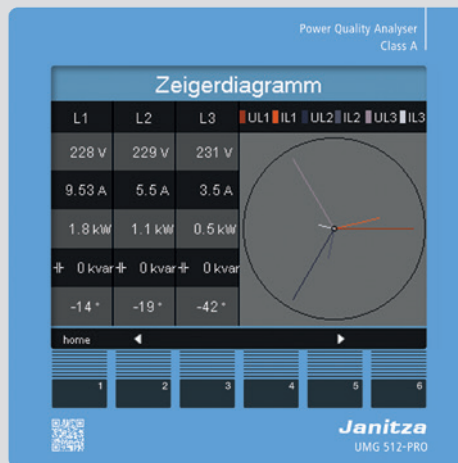 Power Quality Analyser
Class A
Zeigerdiagramm
L1 L2 L3 UL1 IL1 UL2 IL2 UL3 IL3
228 V 229 V 231 V
9.53 A 5.5 A 3.5 A
1.8 kW 1.1 kW 0.5 kW
0 kvar 0 kvar 0 kvar
-14 ° -19 ° -42 °
home
1 2 3 4 5 6
Janitza
UMG 512-PRO